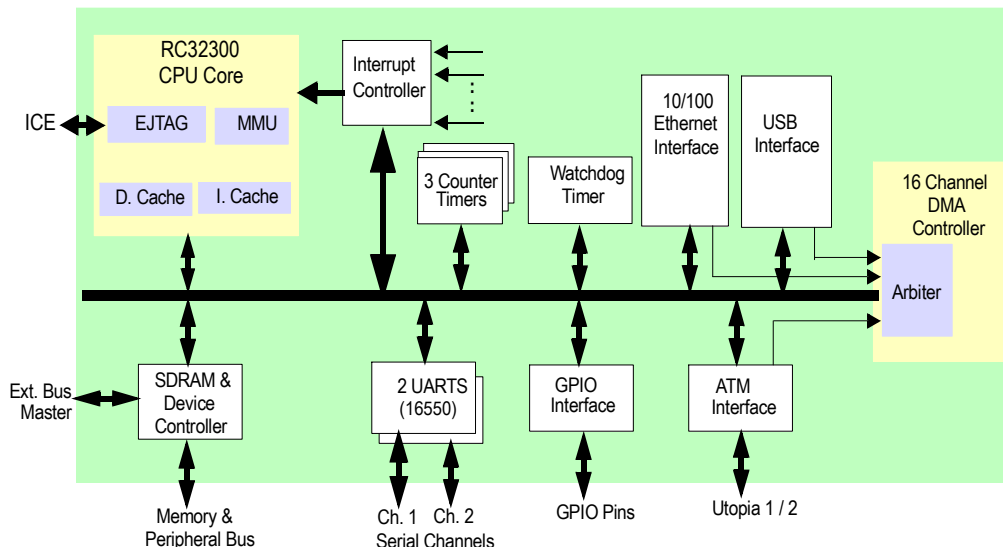 RC32300
CPU Core
EJTAG
MMU
D. Cache
I. Cache
ICE
Interrupt
Controller
3 Counter
Timers
Watchdog
Timer
10/100
Ethernet
Interface
USB
Interface
16 Channel
DMA
Controller
Arbiter
Ext. Bus
Master
SDRAM &
Device
Controller
2 UARTS
(16550)
GPIO
Interface
ATM
Interface
Memory &
Peripheral Bus
Ch. 1
Ch. 2
Serial Channels
GPIO Pins
Utopia 1 / 2